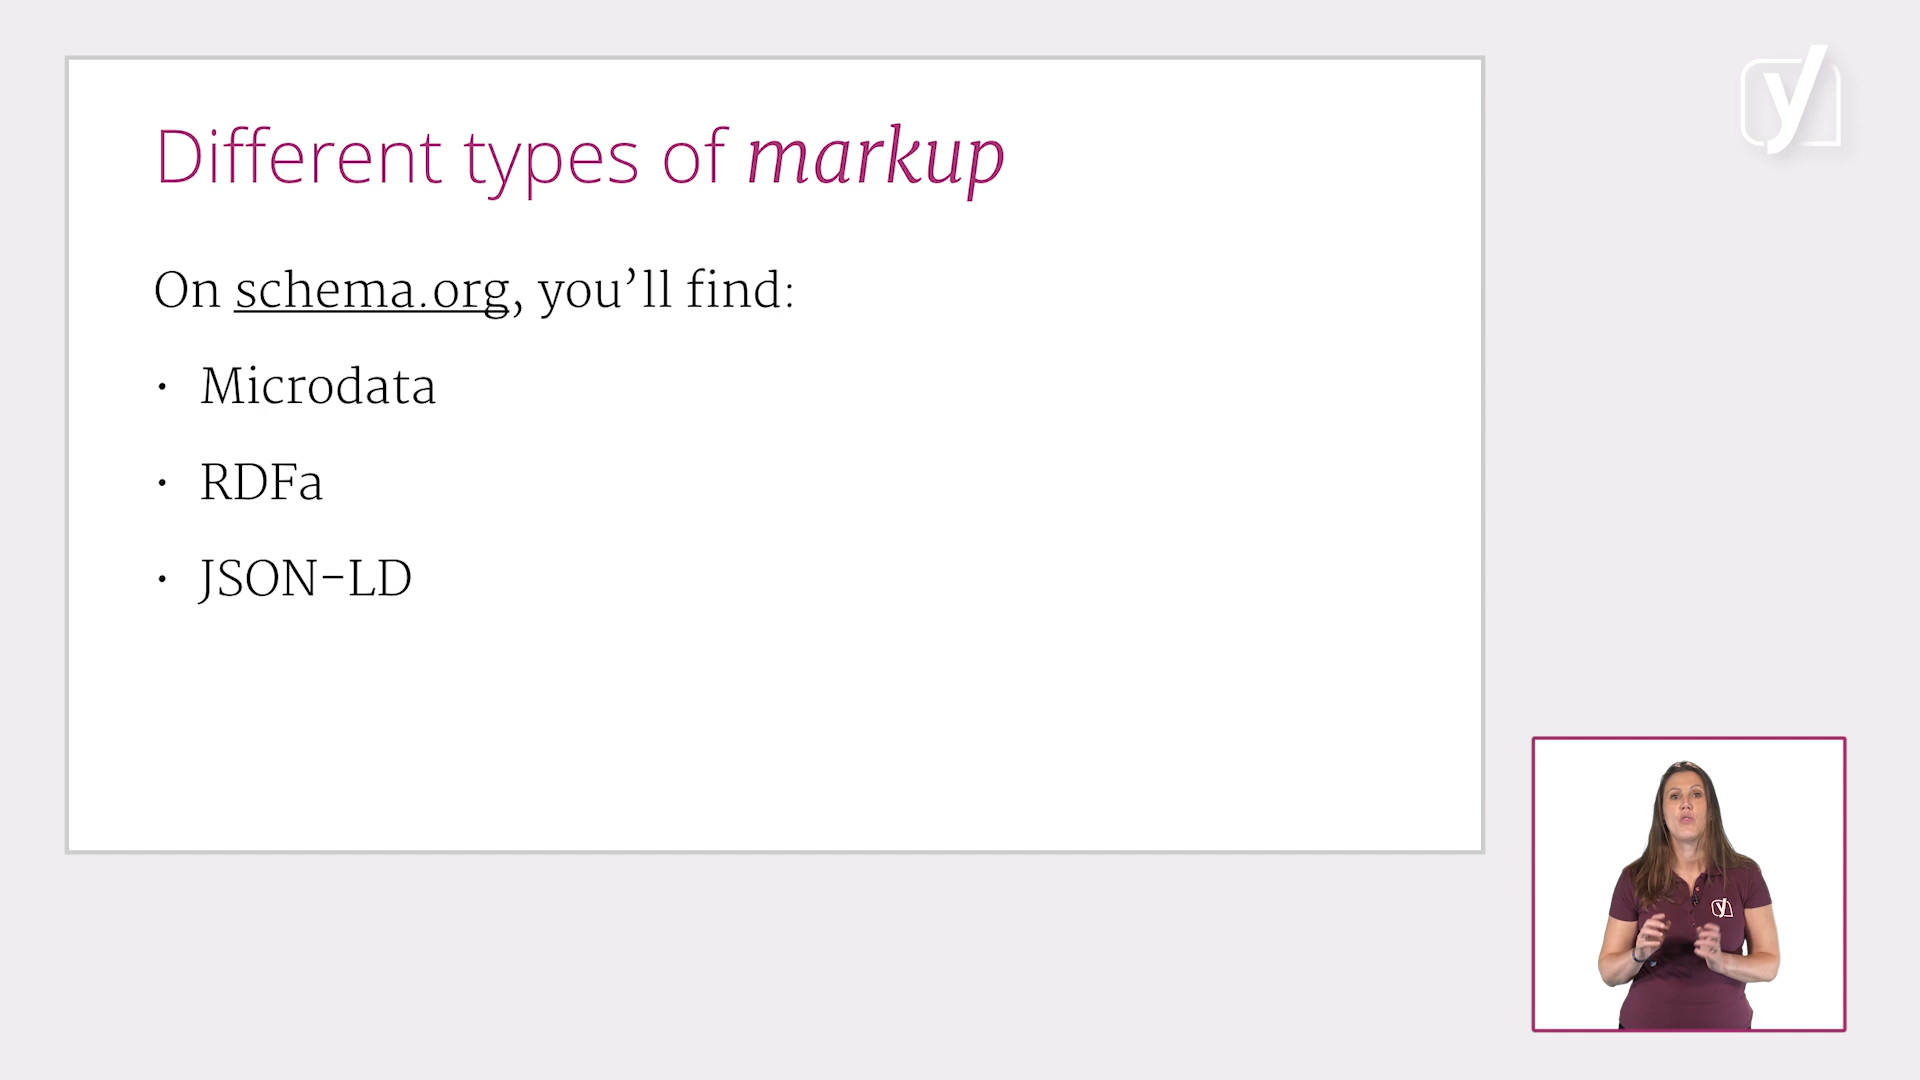 Different types of markup
On schema.org, you’ll find:
• Microdata
• RDFa
• JSON-LD
y
y